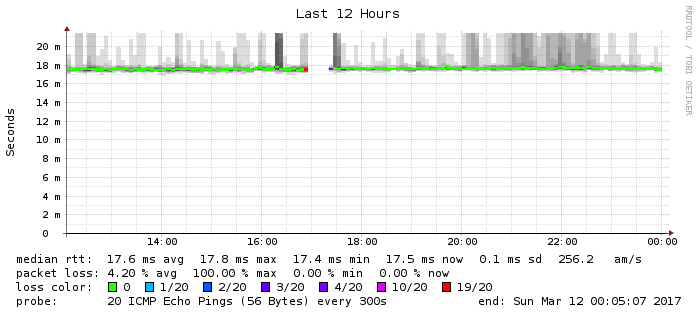 Last 12 Hours
RRDTOOL / TOBI OETIKER
Seconds
20 m
18 m
16 m
14 m
12 m
10 m
8 m
6 m
4 m
2 m
0
14:00 16:00 18:00 20:00 22:00 00:00
median rtt: 17.6 ms avg 17.8 ms max 17.4 ms min 17.5 ms now 0.1 ms sd 256.2 am/s
packet loss: 4.20 % avg 100.00 % max 0.00 % min 0.00 % now
loss color: 0 1/20 2/20 3/20 4/20 10/20 19/20
probe: 20 ICMP Echo Pings (56 Bytes) every 300s end: Sun Mar 12 00:05:07 2017